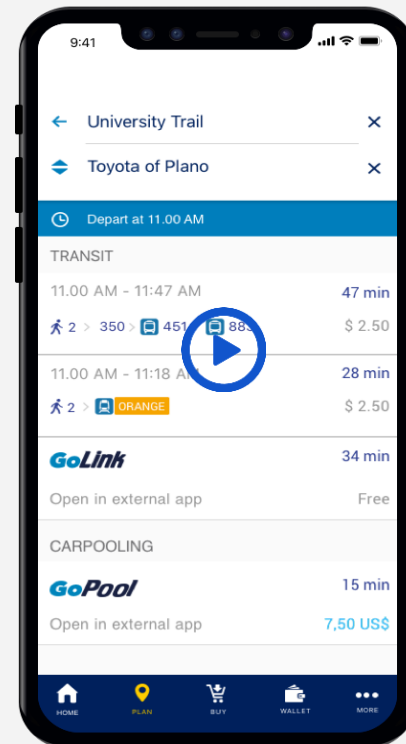 9:41
University Trail
Toyota of Plano
Depart at 11.00 AM
TRANSIT
11.00 AM - 11:47 AM 47 min
2 > 350 > 451 883 $ 2.50
11.00 AM - 11:18 AM 28 min
2 > ORANGE $ 2.50
GoLink 34 min
Open in external app Free
CARPOOLING
GoPool 15 min
Open in external app 7,50 US$
HOME PLAN BUY WALLET MORE